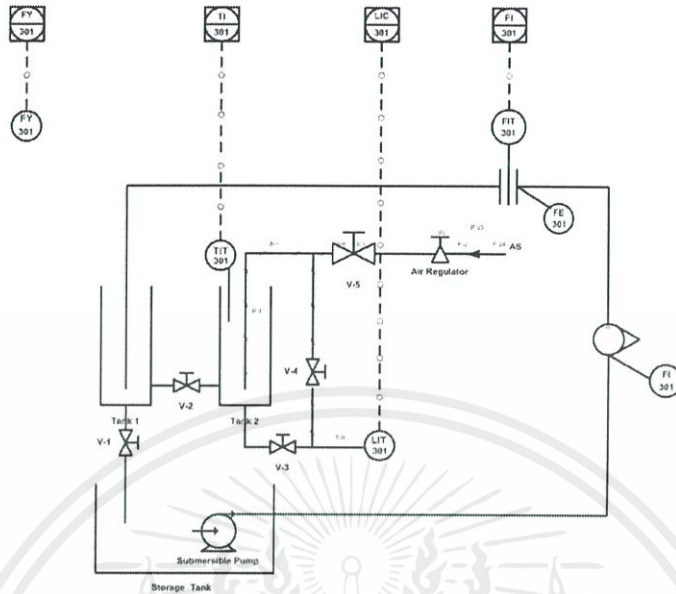 FY
301
TI
301
LIC
301
FI
301
FY
301
FIT
301
FE
301
AS
TIT
301
Air Regulator
V-5
FI
301
V-4
V-2
Tank 1
Tank 2
V-1
V-3
LIT
301
Submersible Pump
Storage Tank